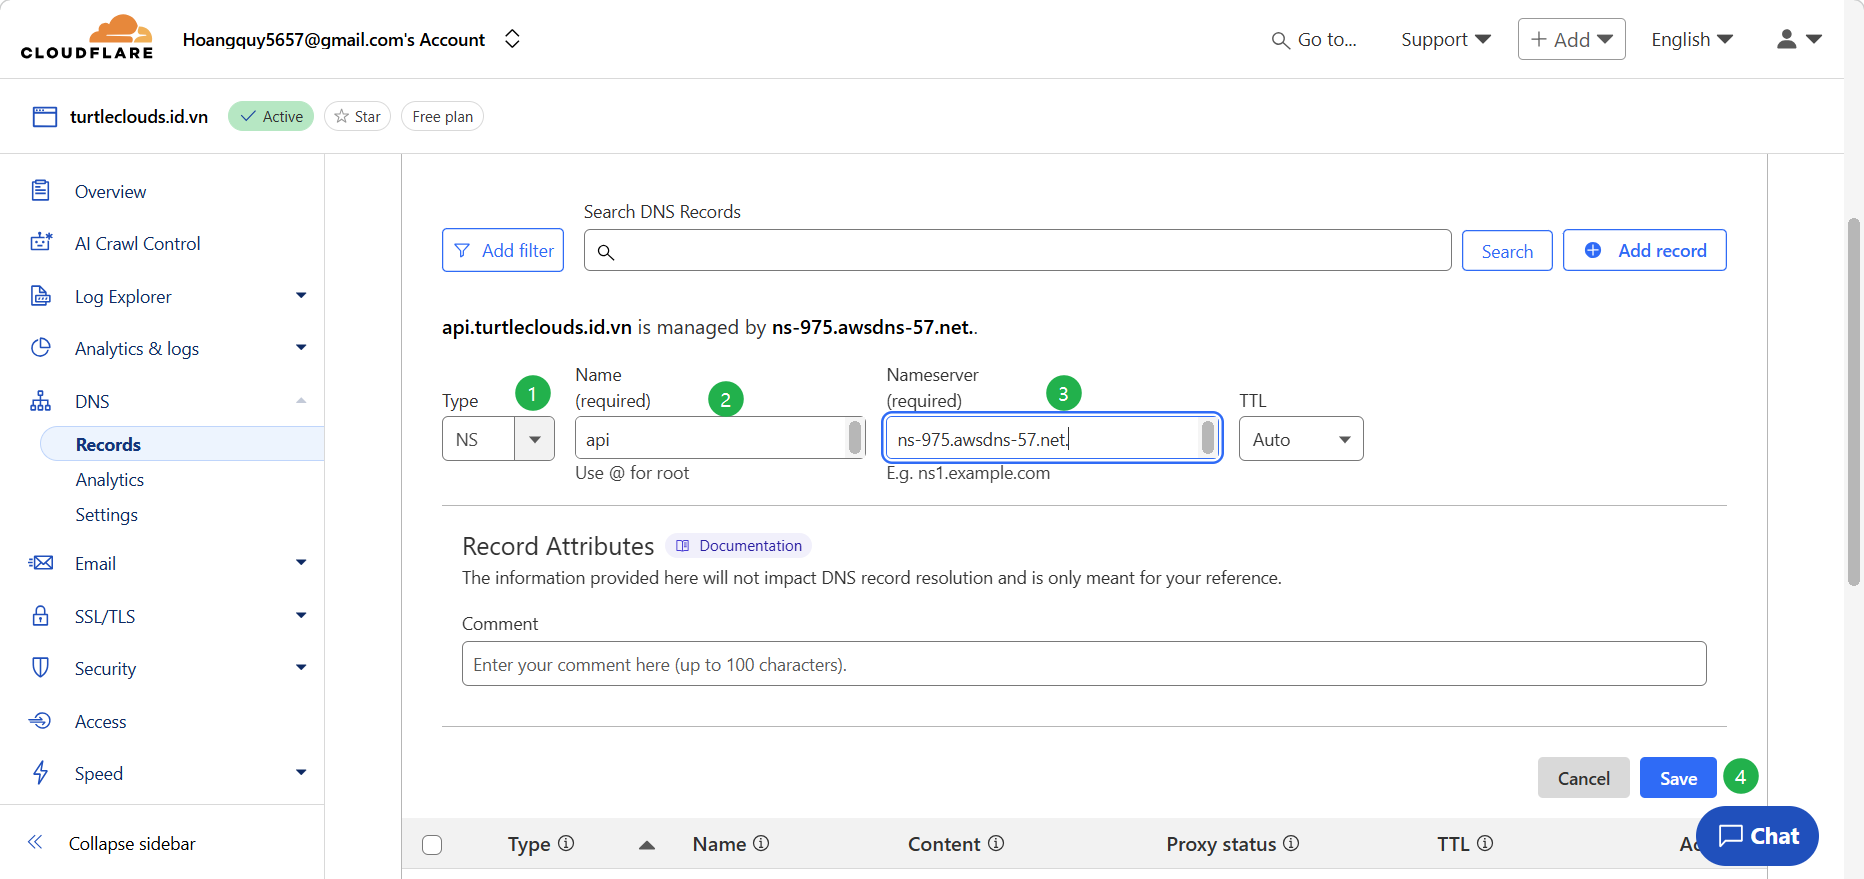 CLOUDFLARE
Hoangquy5657@gmail.com's Account
Go to...
Support
+ Add
English
turtleclouds.id.vn
Active
Star
Free plan
Overview
AI Crawl Control
Log Explorer
Analytics & logs
DNS
Records
Analytics
Settings
Email
SSL/TLS
Security
Access
Speed
Collapse sidebar
Search DNS Records
Add filter
Search
Add record
api.turtleclouds.id.vn is managed by ns-975.awsdns-57.net..
Type
1
Name
(required)
2
Nameserver
(required)
3
TTL
NS
api
ns-975.awsdns-57.net.
Auto
Use @ for root
E.g. ns1.example.com
Record Attributes
Documentation
The information provided here will not impact DNS record resolution and is only meant for your reference.
Comment
Enter your comment here (up to 100 characters).
Cancel
Save
4
Type
Name
Content
Proxy status
TTL
Chat